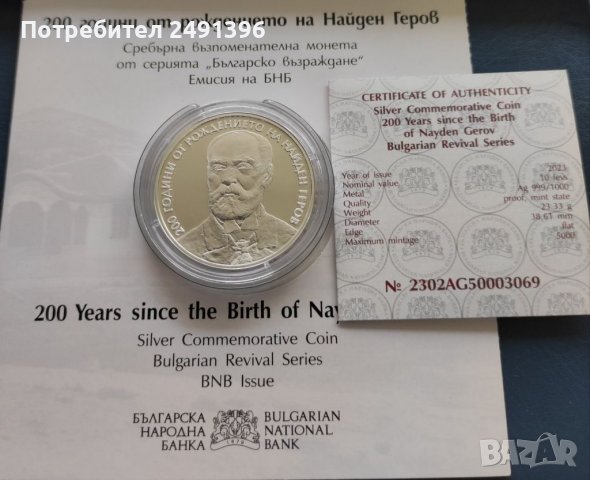 Потребител 2491396
200 години от рождението на Найден Геров
Сребърна възпоменателна монета
от серията „Българско възраждане“
Емисия на БНБ
200 ГОДИНИ ОТ РОЖДЕНИЕТО НА НАЙДЕН ГЕРОВ
CERTIFICATE OF AUTHENTICITY
Silver Commemorative Coin
200 Years since the Birth
of Nayden Gerov
Bulgarian Revival Series
Year of issue 2023
Nominal value 10 levs
Metal Ag 999/1000
Quality proof, mint state
Weight 23.33 g
Diameter 38.61 mm
Edge flat
Maximum mintage 5000
№ 2302AG50003069
200 Years since the Birth of Nay
Silver Commemorative Coin
Bulgarian Revival Series
BNB Issue
БЪЛГАРСКА
НАРОДНА
БАНКА
1879
BULGARIAN
NATIONAL
BANK
BAZAR